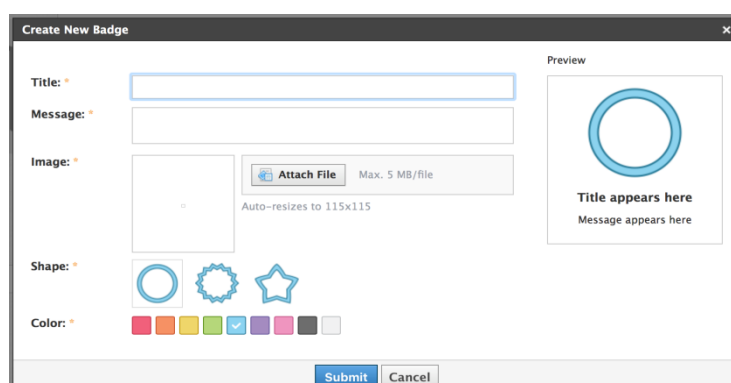 Create New Badge ×
Preview
Title: *
Message: *
Image: *
Attach File Max. 5 MB/file
Auto-resizes to 115x115
Title appears here
Message appears here
Shape: *
Color: *
Submit Cancel